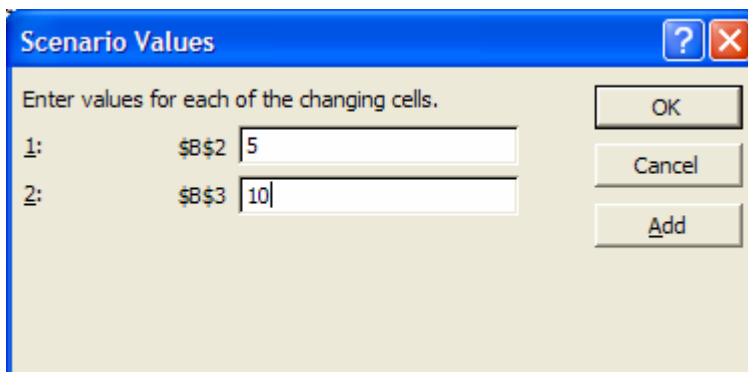 Scenario Values
Enter values for each of the changing cells.
1: $B$2 5
2: $B$3 10
OK
Cancel
Add